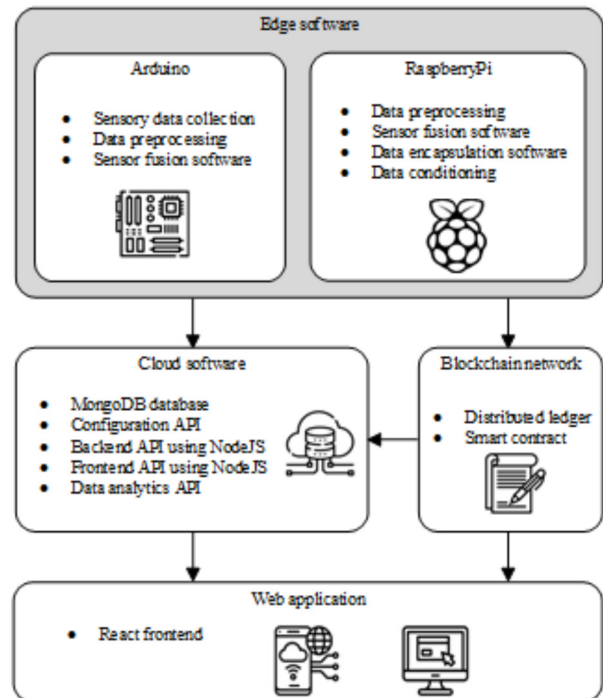 Edge software
Arduino
• Sensory data collection
• Data preprocessing
• Sensor fusion software
RaspberryPi
• Data preprocessing
• Sensor fusion software
• Data encapsulation software
• Data conditioning
Cloud software
• MongoDB database
• Configuration API
• Backend API using NodeJS
• Frontend API using NodeJS
• Data analytics API
Blockchain network
• Distributed ledger
• Smart contract
Web application
• React frontend